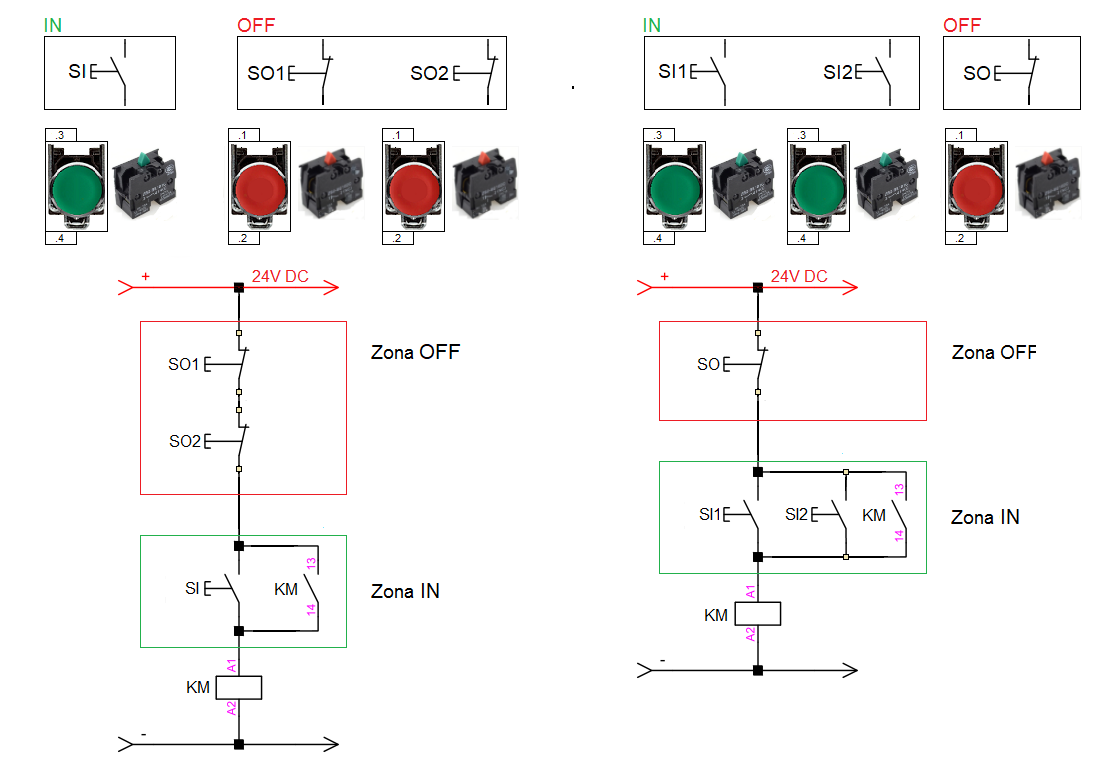 IN
OFF
SI
SO1
SO2
.3
.1
.1
.4
.2
.2
+
24V DC
SO1
Zona OFF
SO2
13
SI
KM
Zona IN
14
A1
KM
A2
-
IN
OFF
SI1
SI2
SO
.3
.3
.1
.4
.4
.2
+
24V DC
SO
Zona OFF
13
SI1
SI2
KM
Zona IN
14
A1
KM
A2
-